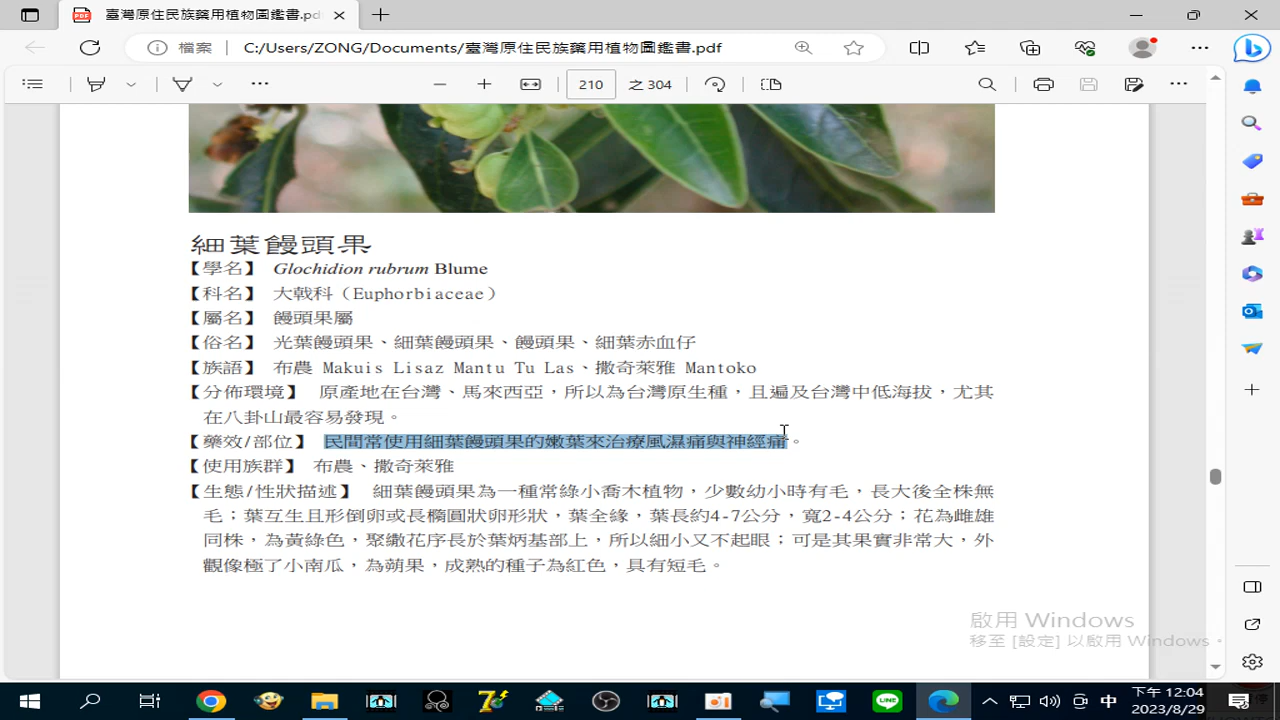 臺灣原住民族藥用植物圖鑑書.pdf
檔案 C:/Users/ZONG/Documents/臺灣原住民族藥用植物圖鑑書.pdf
210 之 304
細葉饅頭果
【學名】 Glochidion rubrum Blume
【科名】 大戟科（Euphorbiaceae）
【屬名】 饅頭果屬
【俗名】 光葉饅頭果、細葉饅頭果、饅頭果、細葉赤血仔
【族語】 布農 Makuis Lisaz Mantu Tu Las、撒奇萊雅 Mantoko
【分佈環境】 原產地在台灣、馬來西亞，所以為台灣原生種，且遍及台灣中低海拔，尤其
在八卦山最容易發現。
【藥效/部位】 民間常使用細葉饅頭果的嫩葉來治療風濕痛與神經痛。
【使用族群】 布農、撒奇萊雅
【生態/性狀描述】 細葉饅頭果為一種常綠小喬木植物，少數幼小時有毛，長大後全株無
毛；葉互生且形倒卵或長橢圓狀卵形狀，葉全緣，葉長約4-7公分，寬2-4公分；花為雌雄
同株，為黃綠色，聚繖花序長於葉炳基部上，所以細小又不起眼；可是其果實非常大，外
觀像極了小南瓜，為蒴果，成熟的種子為紅色，具有短毛。
啟用 Windows
移至 [設定] 以啟用 Windows。
中
下午 12:04
2023/8/29